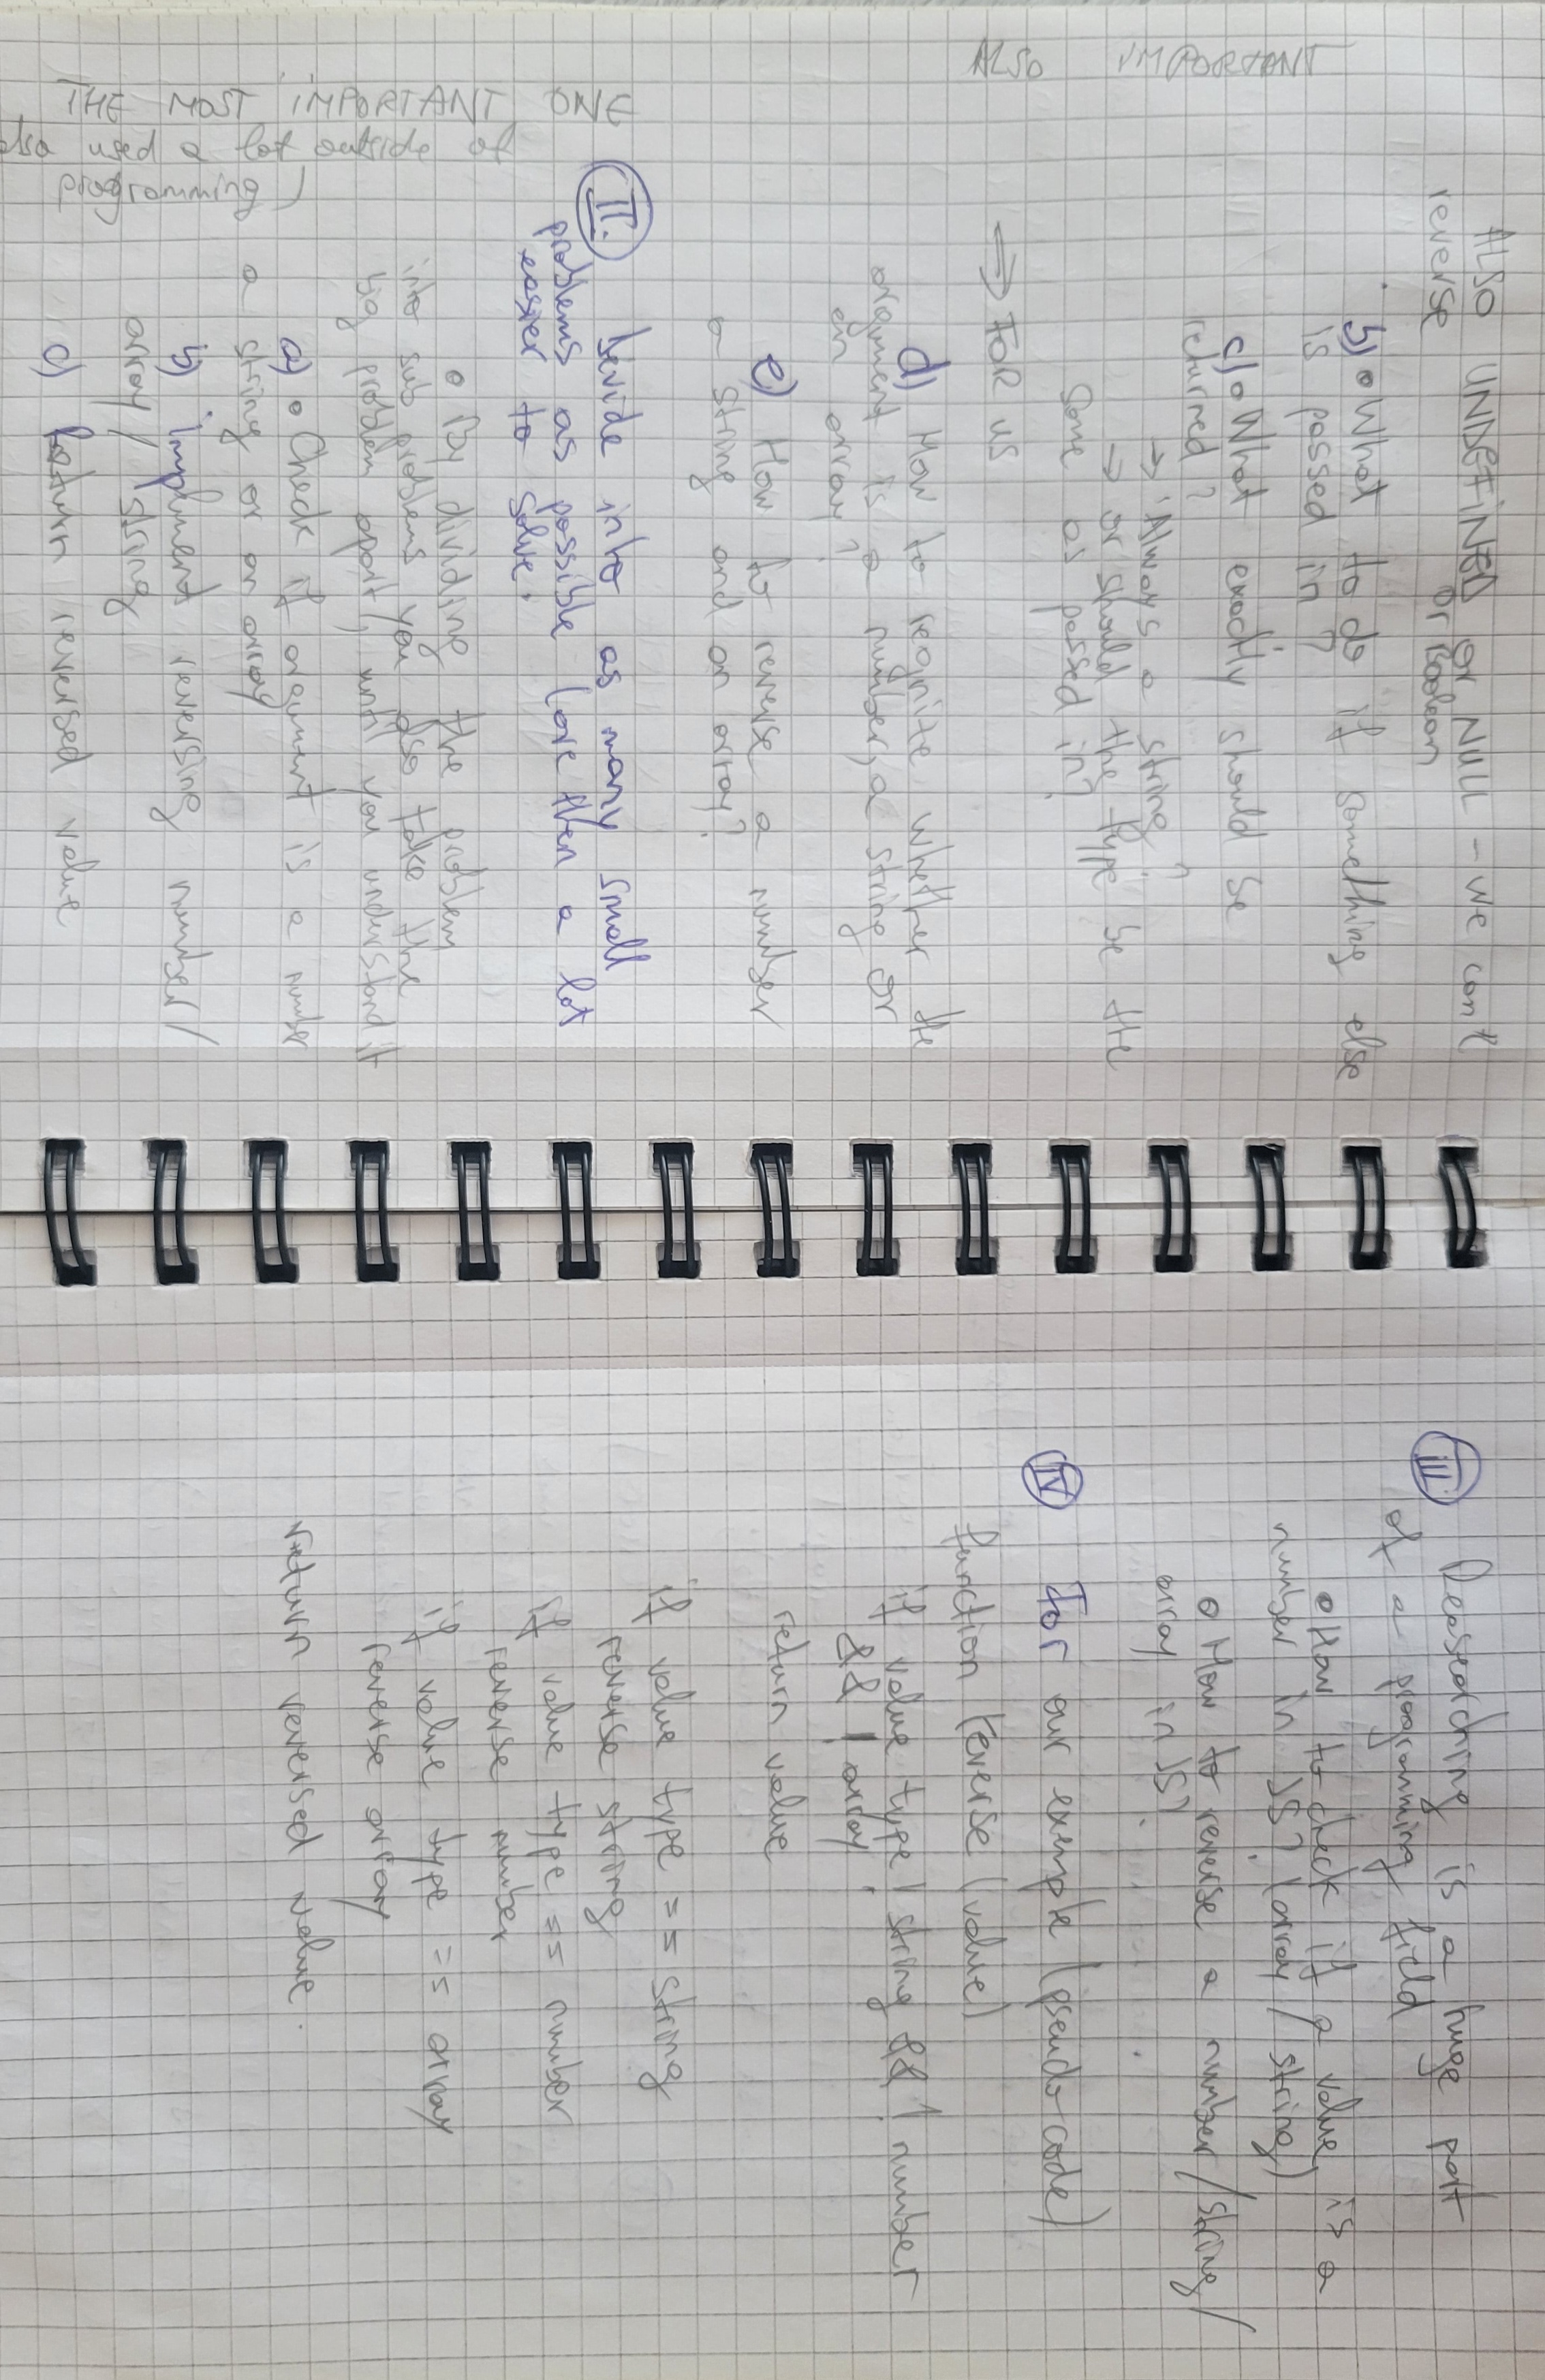 ALSO UNDEFINED or NULL - we cant
reverse or Boolean
b) o What to do if something else
is passed in?
c) o What exactly should be
returned?
→ Always a string?
→ or should the type be the
same as passed in?
⇒ FOR US
d) How to regnite whether the
argument is a number, a string or
an array?
e) How to reverse a number
a string and an array?
ALSO IMPORTANT
II. Devide into as many small
problems as possible (are then a lot
easier to solve.
THE MOST IMPORTANT ONE
also used a lot outside of
programming)
o By dividing the problem
into sub problems you also take the
big problem apart, until you understand it
a) o Check if argument is a number
a string or an array
b) implement reversing number/
array/ string
c) Return reversed value
III. Reasearching is a huge part
of a programming field
o How to check if a value is a
number in JS? (array / string)
o How to reverse a number / string /
array in JS?
IV For our example (pseudo-code)
function reverse (value)
if value type ! string && ! number
&& ! array
return value
if value type == string
reverse string
if value type == number
reverse number
if value type == array
reverse array
return reversed value.